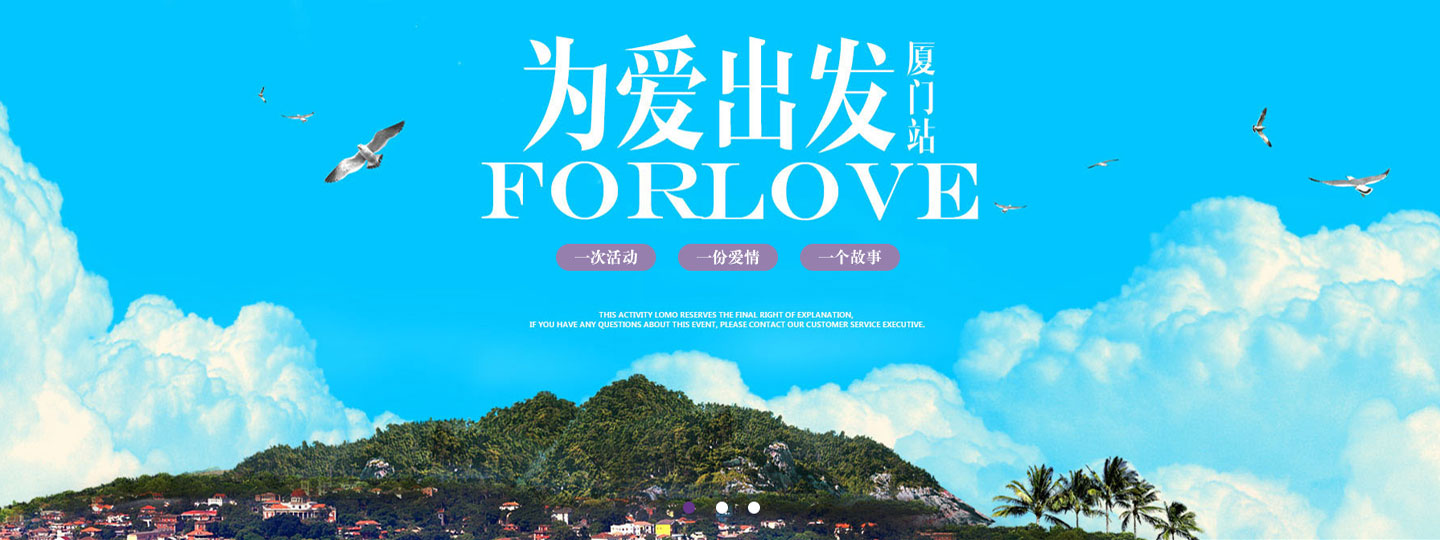 为爱出发
厦门站
FORLOVE
一次活动
一份爱情
一个故事
THIS ACTIVITY LOMO RESERVES THE FINAL RIGHT OF EXPLANATION,
IF YOU HAVE ANY QUESTIONS ABOUT THIS EVENT, PLEASE CONTACT OUR CUSTOMER SERVICE EXECUTIVE.